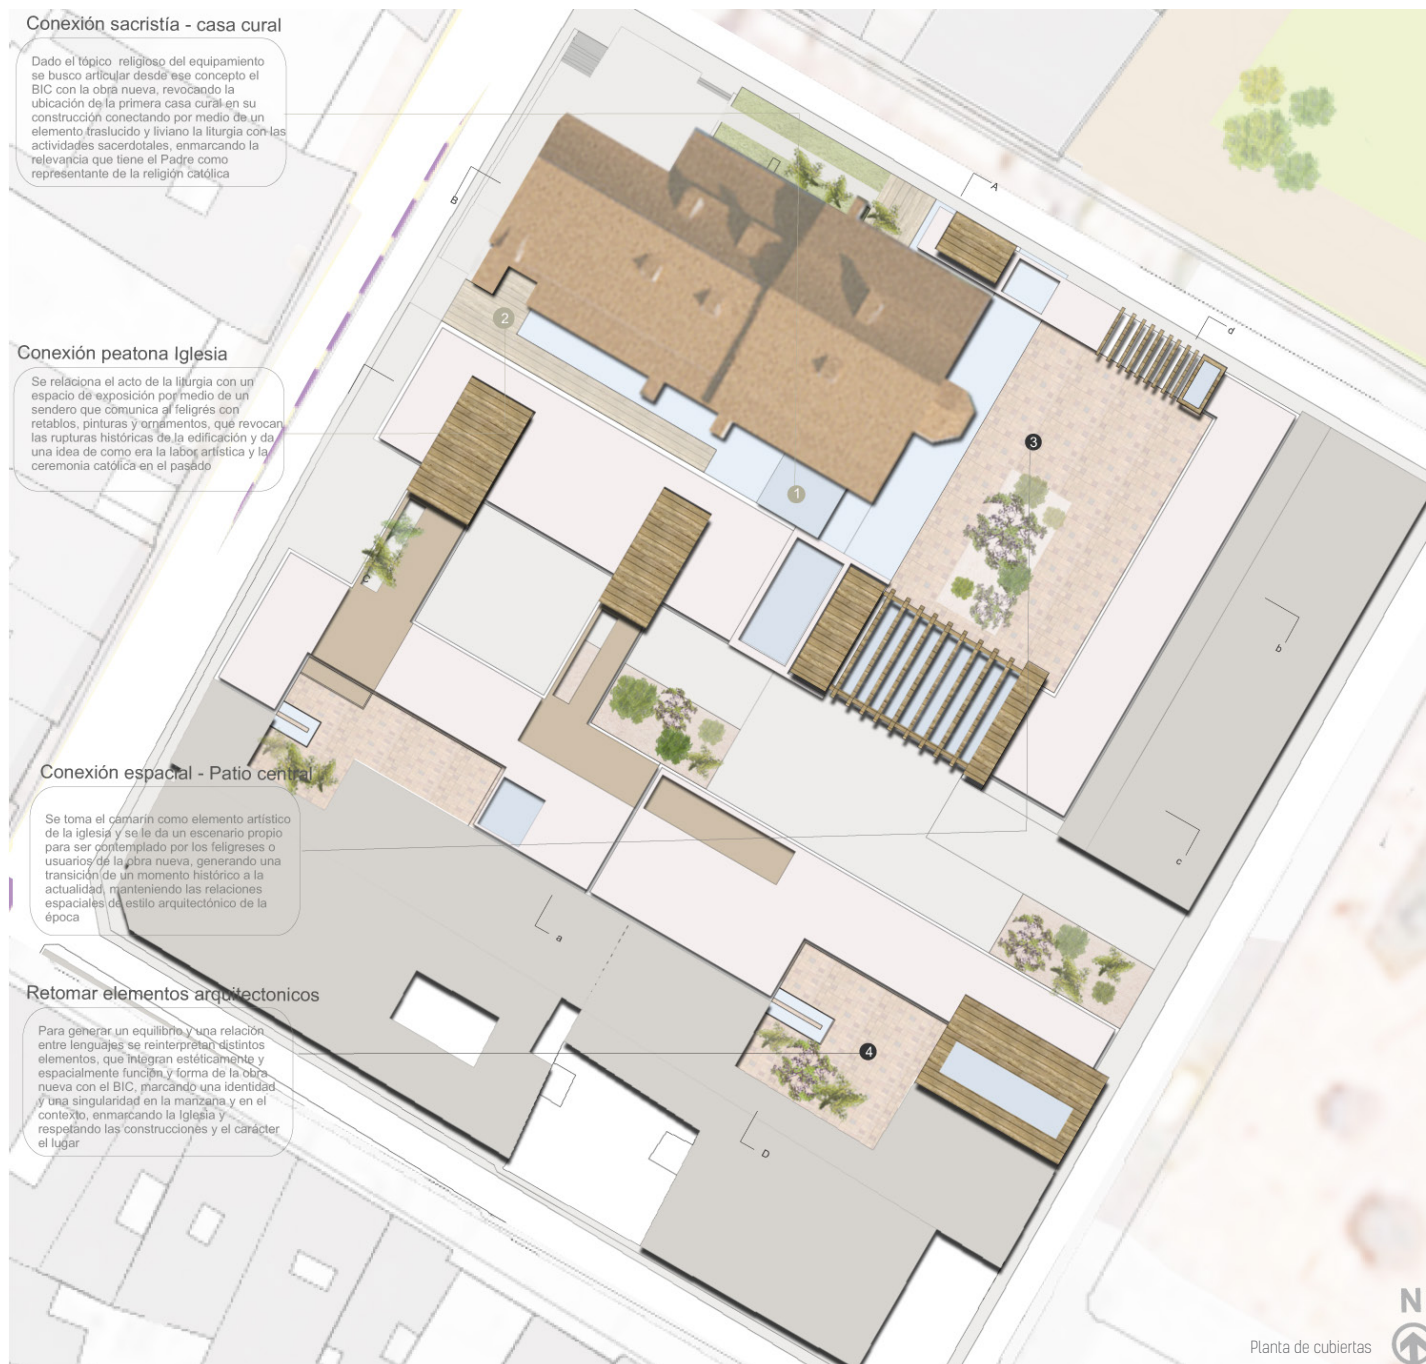 Conexión sacristía - casa cural
Dado el tópico religioso del equipamiento
se busco articular desde ese concepto el
BIC con la obra nueva, revocando la
ubicación de la primera casa cural en su
construcción conectando por medio de un
elemento traslucido y liviano la liturgia con las
actividades sacerdotales, enmarcando la
relevancia que tiene el Padre como
representante de la religión católica
Conexión peatona Iglesia
Se relaciona el acto de la liturgia con un
espacio de exposición por medio de un
sendero que comunica al feligrés con
retablos, pinturas y ornamentos, que revocan
las rupturas históricas de la edificación y da
una idea de como era la labor artística y la
ceremonia católica en el pasado
Conexión espacial - Patio central
Se toma el camarín como elemento artístico
de la iglesia y se le da un escenario propio
para ser contemplado por los feligreses o
usuarios de la obra nueva, generando una
transición de un momento histórico a la
actualidad, manteniendo las relaciones
espaciales de estilo arquitectónico de la
época
Retomar elementos arquitectonicos
Para generar un equilibrio y una relación
entre lenguajes se reinterpretan distintos
elementos, que integran estéticamente y
espacialmente función y forma de la obra
nueva con el BIC, marcando una identidad
y una singularidad en la manzana y en el
contexto, enmarcando la Iglesia y
respetando las construcciones y el carácter
el lugar
A
B
d
2
3
1
C
b
c
a
4
D
N
Planta de cubiertas